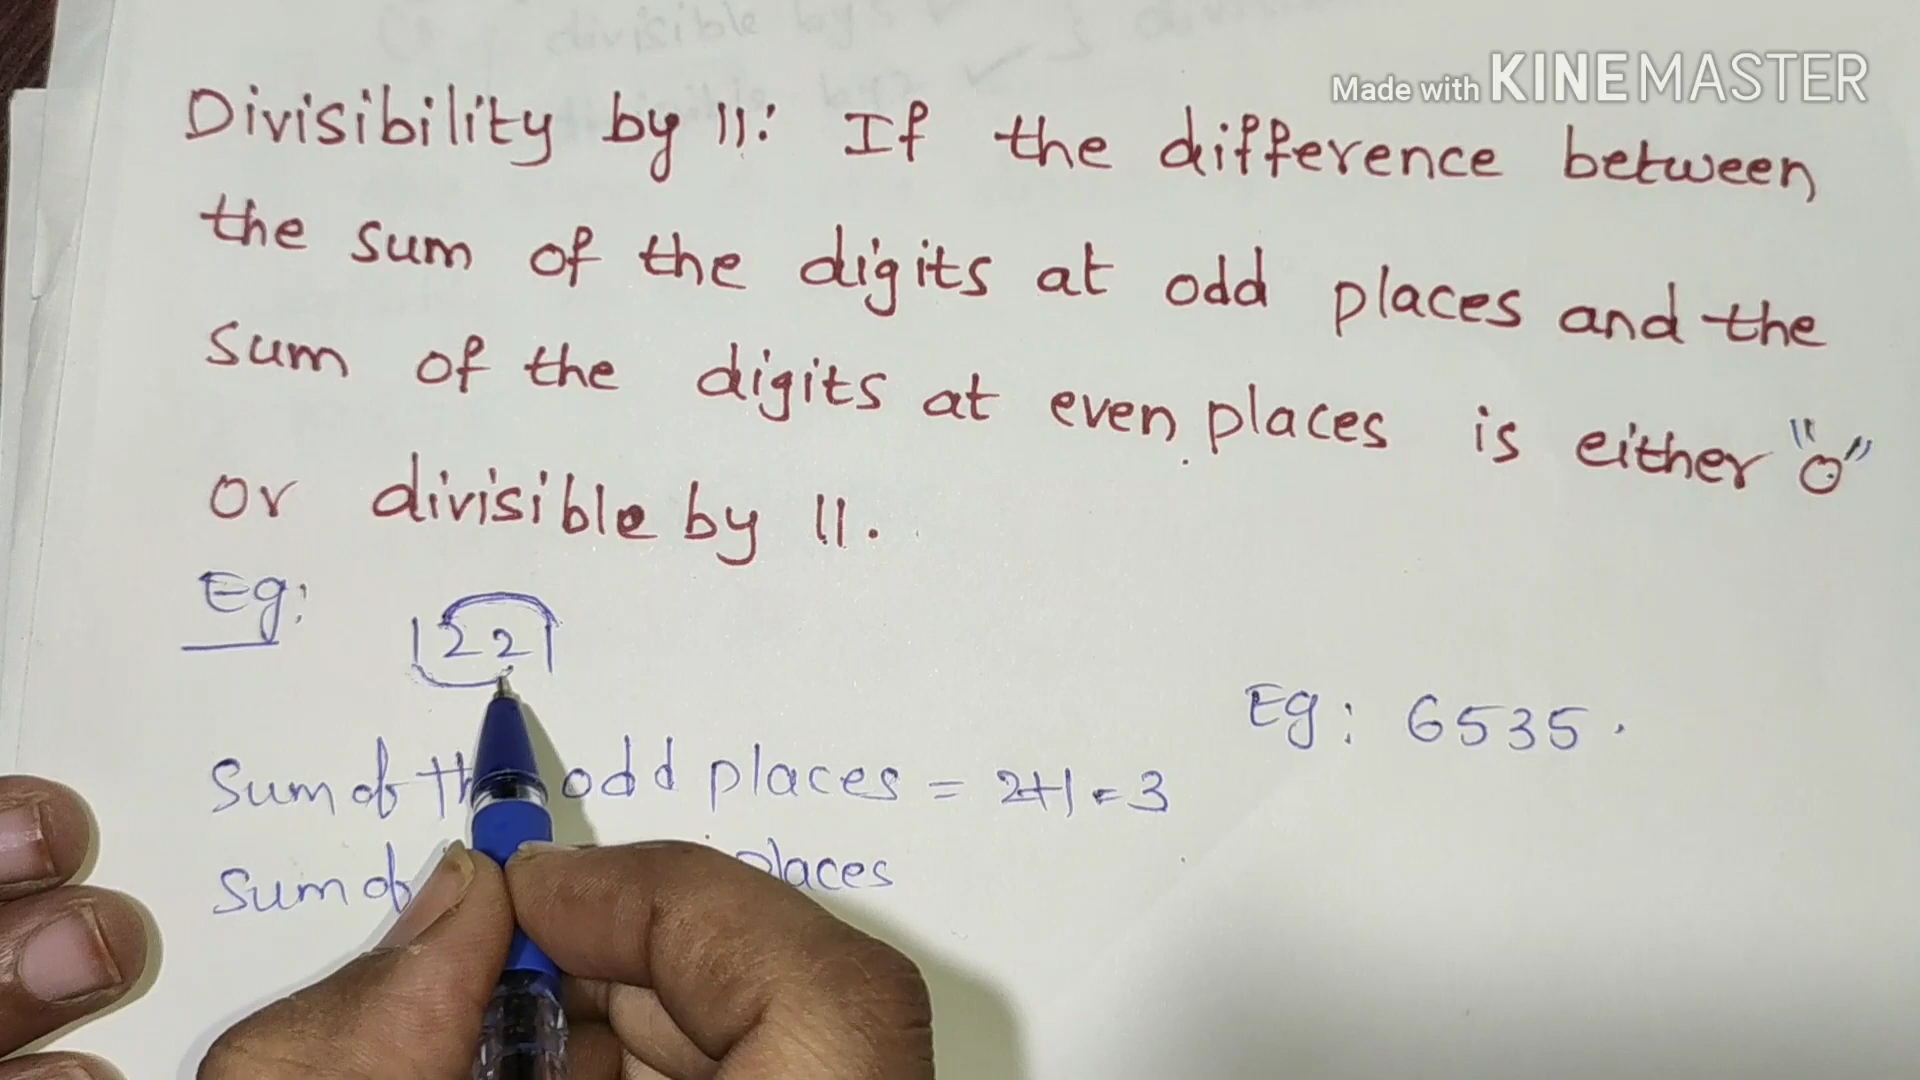 Made with KINEMASTER
Divisibility by 11: If the difference between
the sum of the digits at odd places and the
sum of the digits at even places is either "0"
or divisible by 11.
Eg:
1221
Eg: 6535.
Sum of odd places = 2+1=3
Sum of places